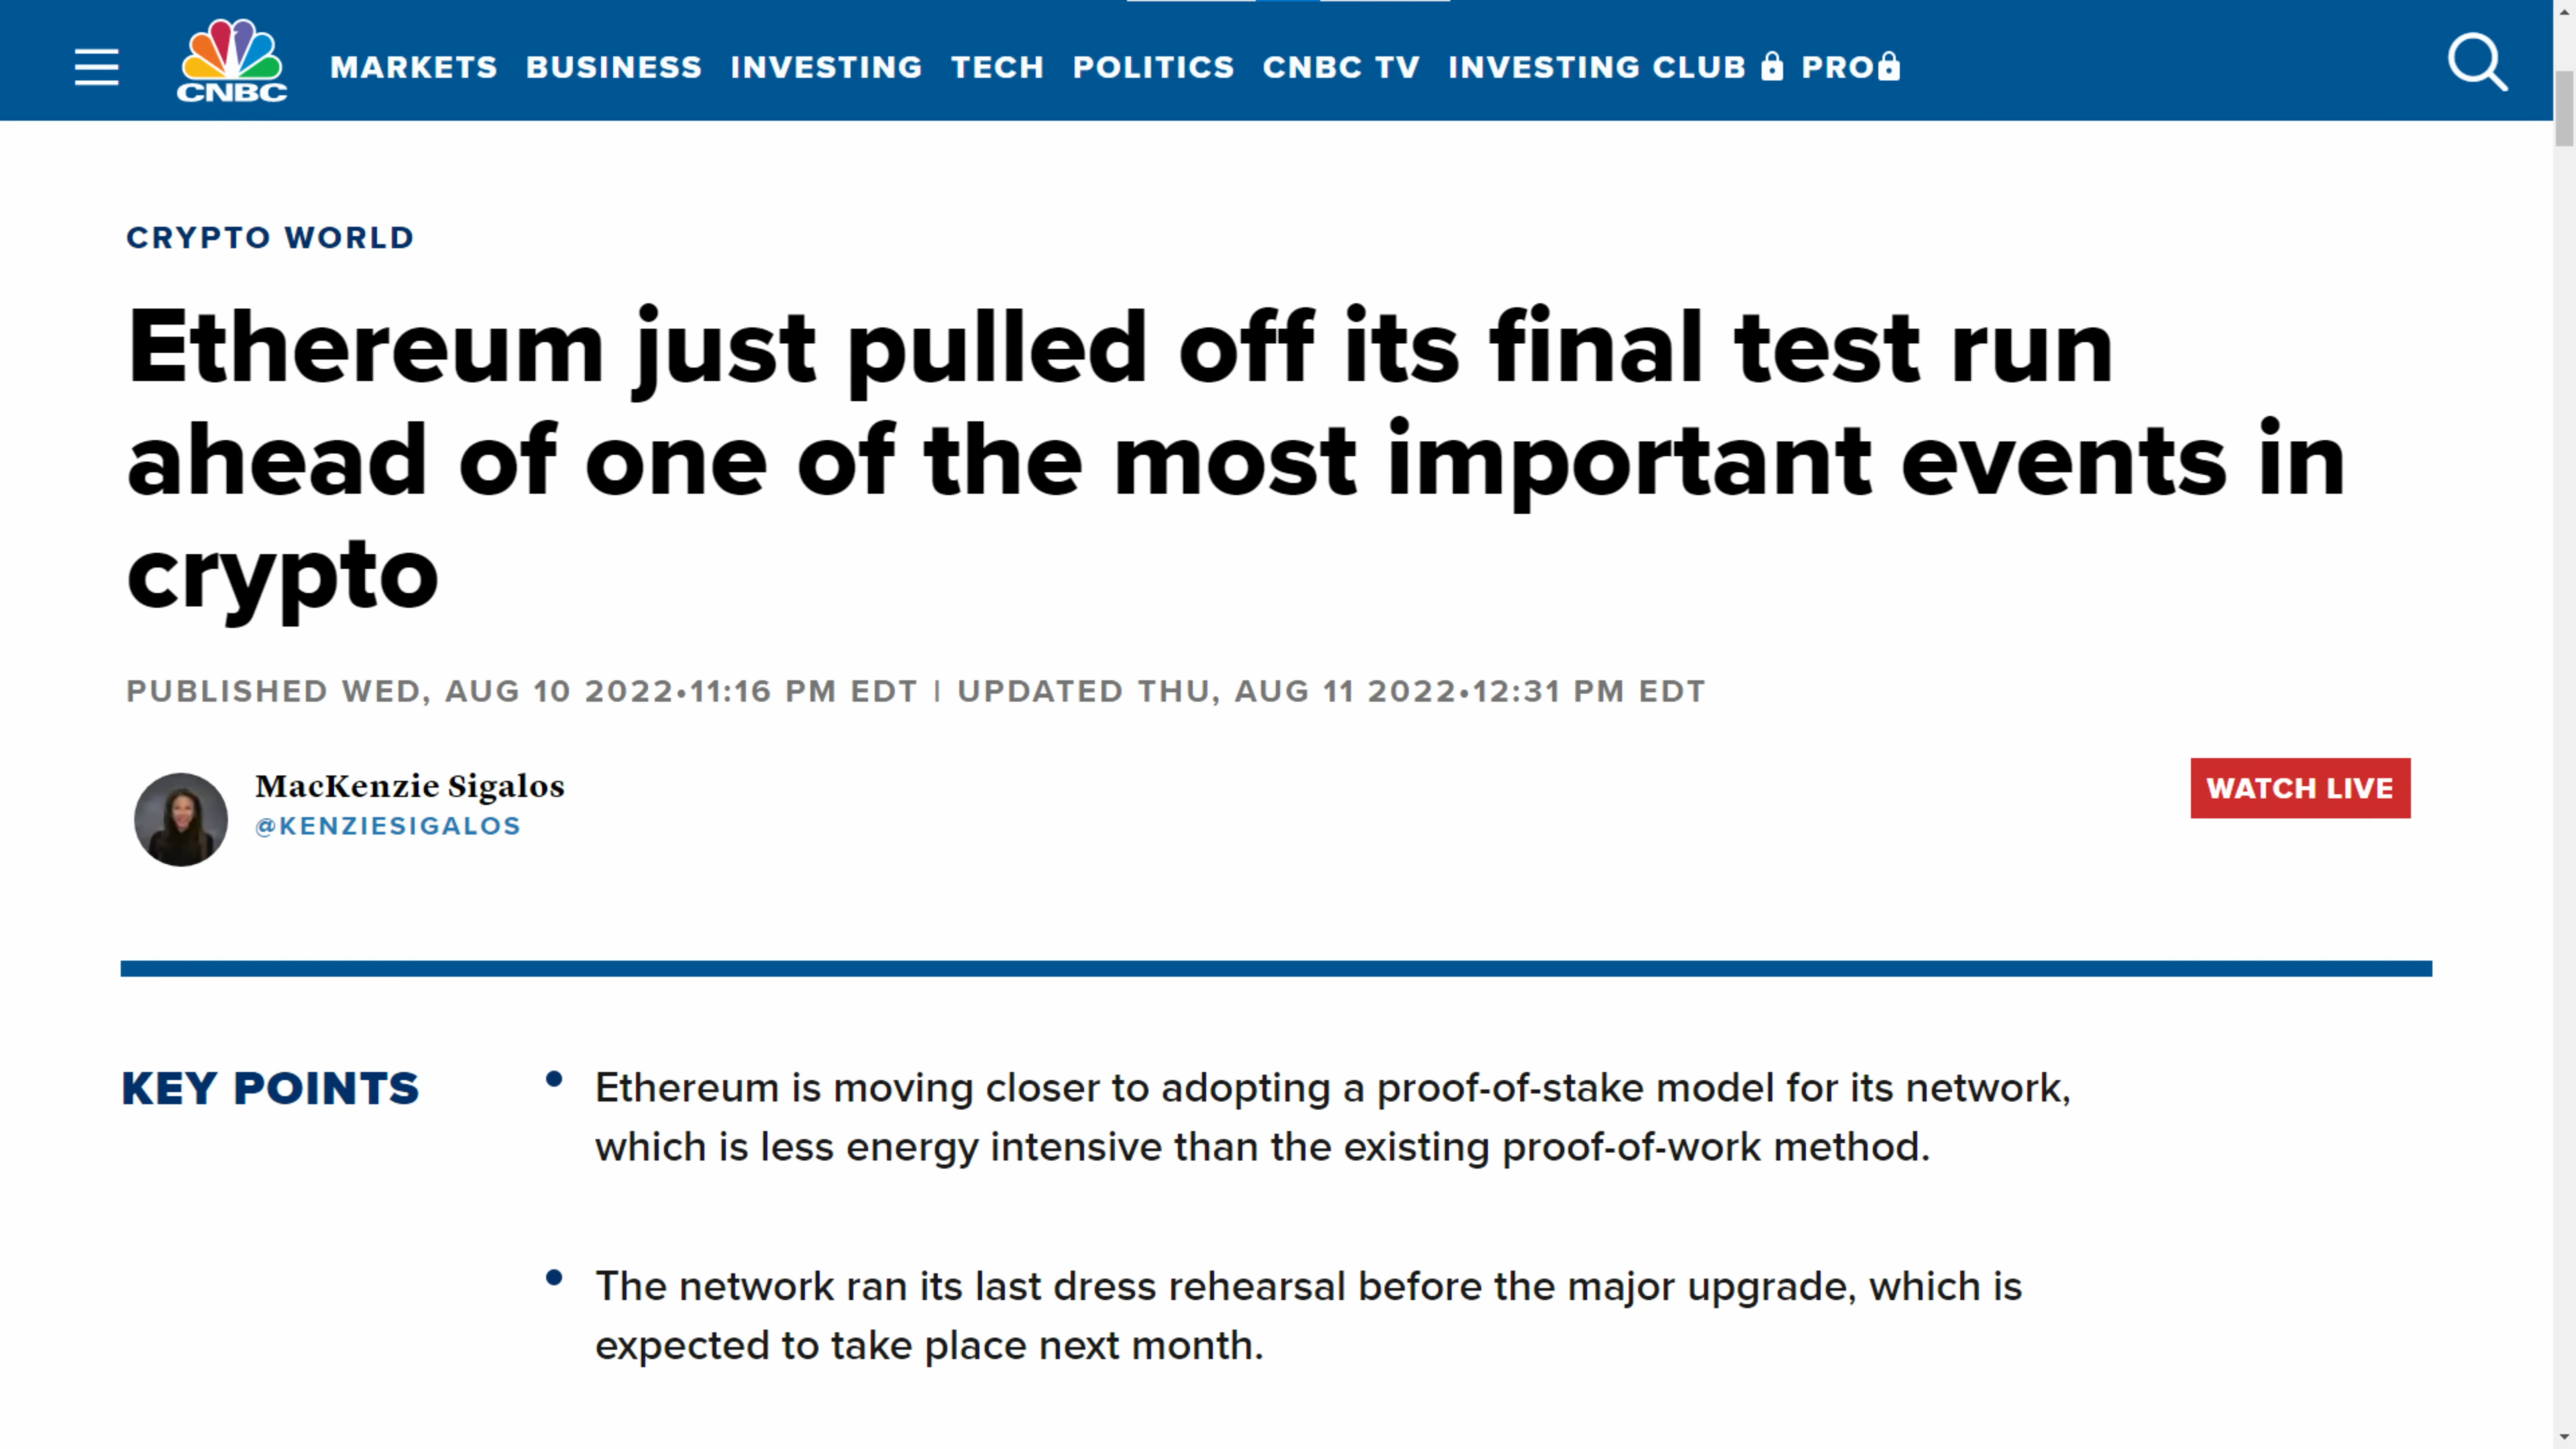 CNBC
MARKETS BUSINESS INVESTING TECH POLITICS CNBC TV INVESTING CLUB PRO
CRYPTO WORLD
Ethereum just pulled off its final test run
ahead of one of the most important events in
crypto
PUBLISHED WED, AUG 10 2022•11:16 PM EDT | UPDATED THU, AUG 11 2022•12:31 PM EDT
MacKenzie Sigalos
@KENZIESIGALOS
WATCH LIVE
KEY POINTS
• Ethereum is moving closer to adopting a proof-of-stake model for its network,
which is less energy intensive than the existing proof-of-work method.
• The network ran its last dress rehearsal before the major upgrade, which is
expected to take place next month.